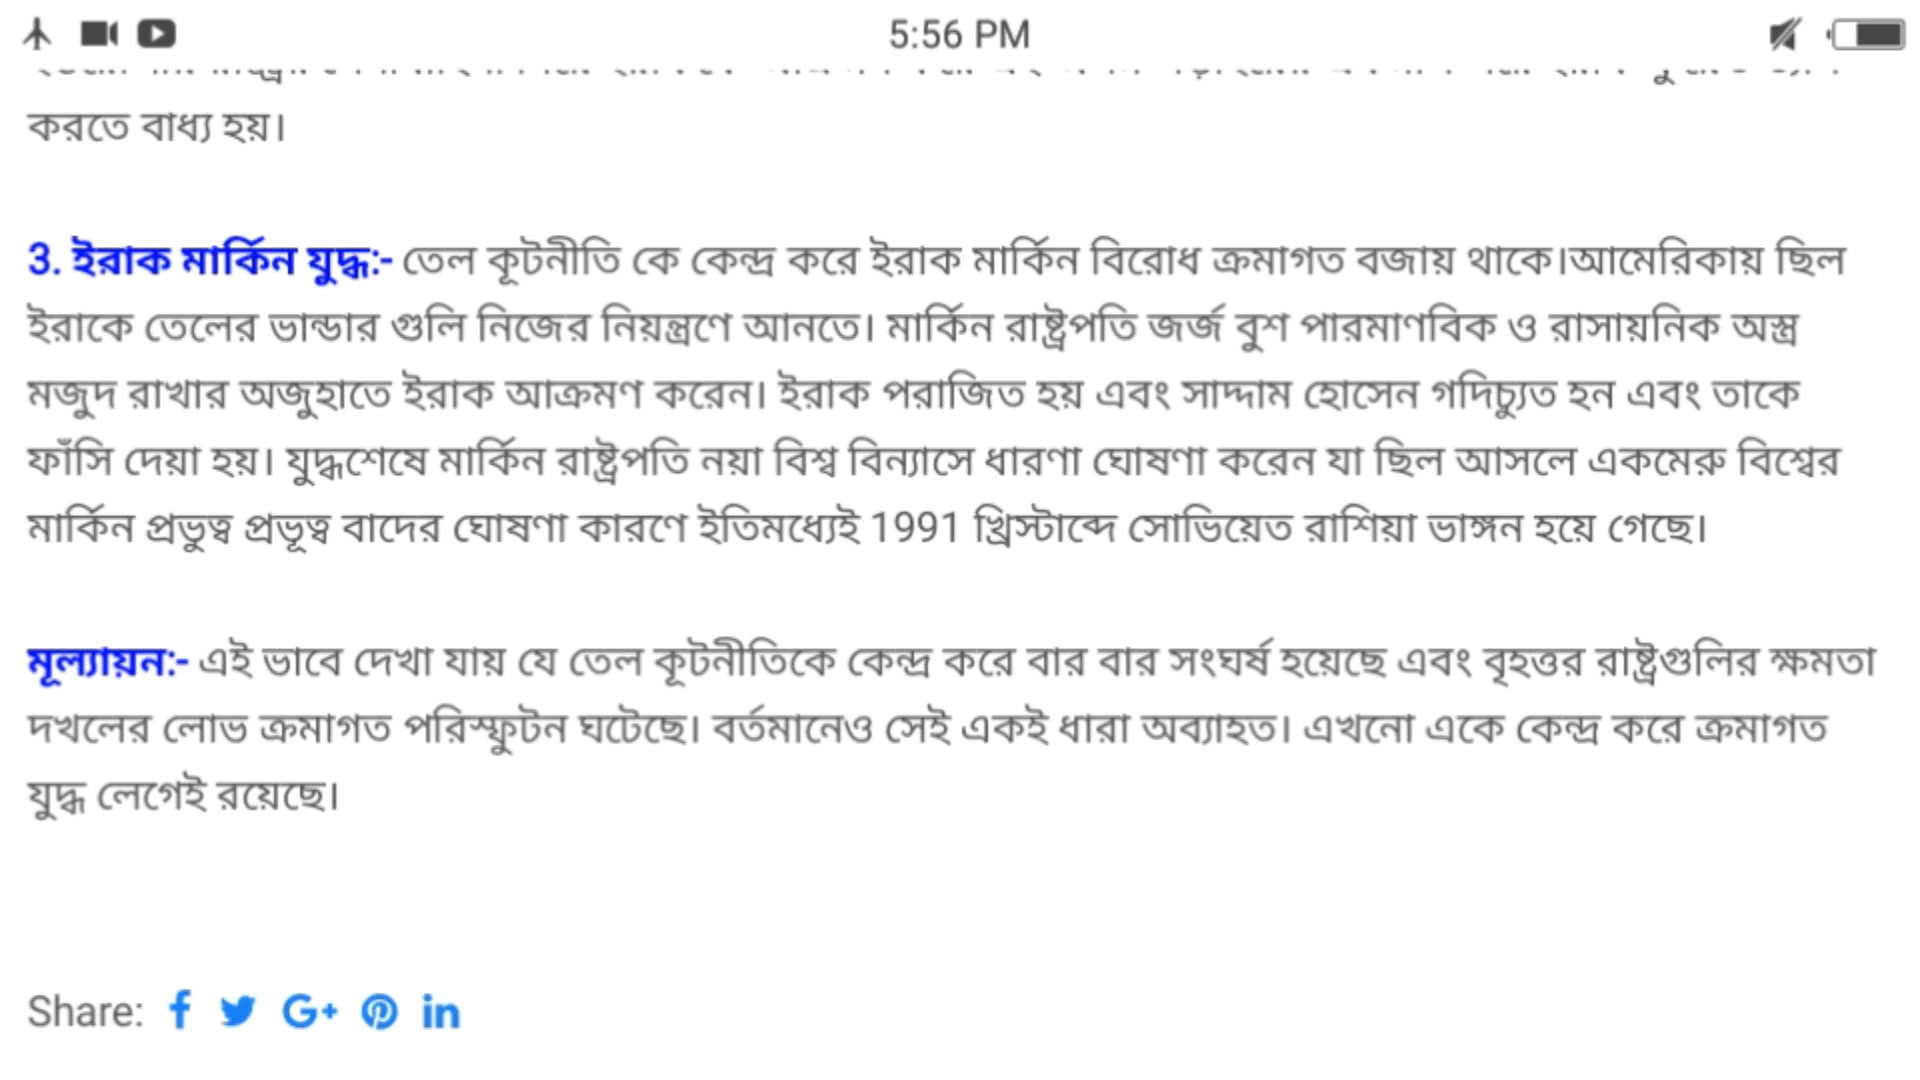 5:56 PM
করতে বাধ্য হয়।
3. ইরাক মার্কিন যুদ্ধ:- তেল কূটনীতি কে কেন্দ্র করে ইরাক মার্কিন বিরোধ ক্রমাগত বজায় থাকে।আমেরিকায় ছিল
ইরাকে তেলের ভান্ডার গুলি নিজের নিয়ন্ত্রণে আনতে। মার্কিন রাষ্ট্রপতি জর্জ বুশ পারমাণবিক ও রাসায়নিক অস্ত্র
মজুদ রাখার অজুহাতে ইরাক আক্রমণ করেন। ইরাক পরাজিত হয় এবং সাদ্দাম হোসেন গদিচ্যুত হন এবং তাকে
ফাঁসি দেয়া হয়। যুদ্ধশেষে মার্কিন রাষ্ট্রপতি নয়া বিশ্ব বিন্যাসে ধারণা ঘোষণা করেন যা ছিল আসলে একমেরু বিশ্বের
মার্কিন প্রভুত্ব প্রভূত্ব বাদের ঘোষণা কারণে ইতিমধ্যেই 1991 খ্রিস্টাব্দে সোভিয়েত রাশিয়া ভাঙ্গন হয়ে গেছে।
মূল্যায়ন:- এই ভাবে দেখা যায় যে তেল কূটনীতিকে কেন্দ্র করে বার বার সংঘর্ষ হয়েছে এবং বৃহত্তর রাষ্ট্রগুলির ক্ষমতা
দখলের লোভ ক্রমাগত পরিস্ফুটন ঘটেছে। বর্তমানেও সেই একই ধারা অব্যাহত। এখনো একে কেন্দ্র করে ক্রমাগত
যুদ্ধ লেগেই রয়েছে।
Share: f G+ in